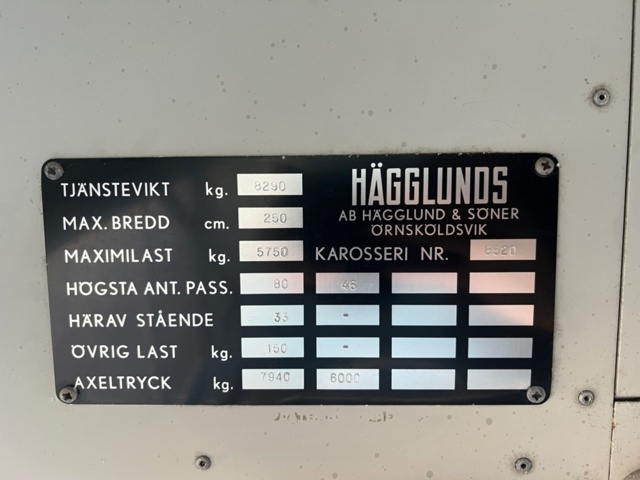 TJÄNSTEVIKT kg. 8290
MAX. BREDD cm. 250
MAXIMILAST kg. 5750
HÖGSTA ANT. PASS. 80 46
HÄRAV STÅENDE 33 -
ÖVRIG LAST kg. 150 -
AXELTRYCK kg. 7940 6000
HÄGGLUNDS
AB HÄGGLUND & SÖNER
ÖRNSKÖLDSVIK
KAROSSERI NR.